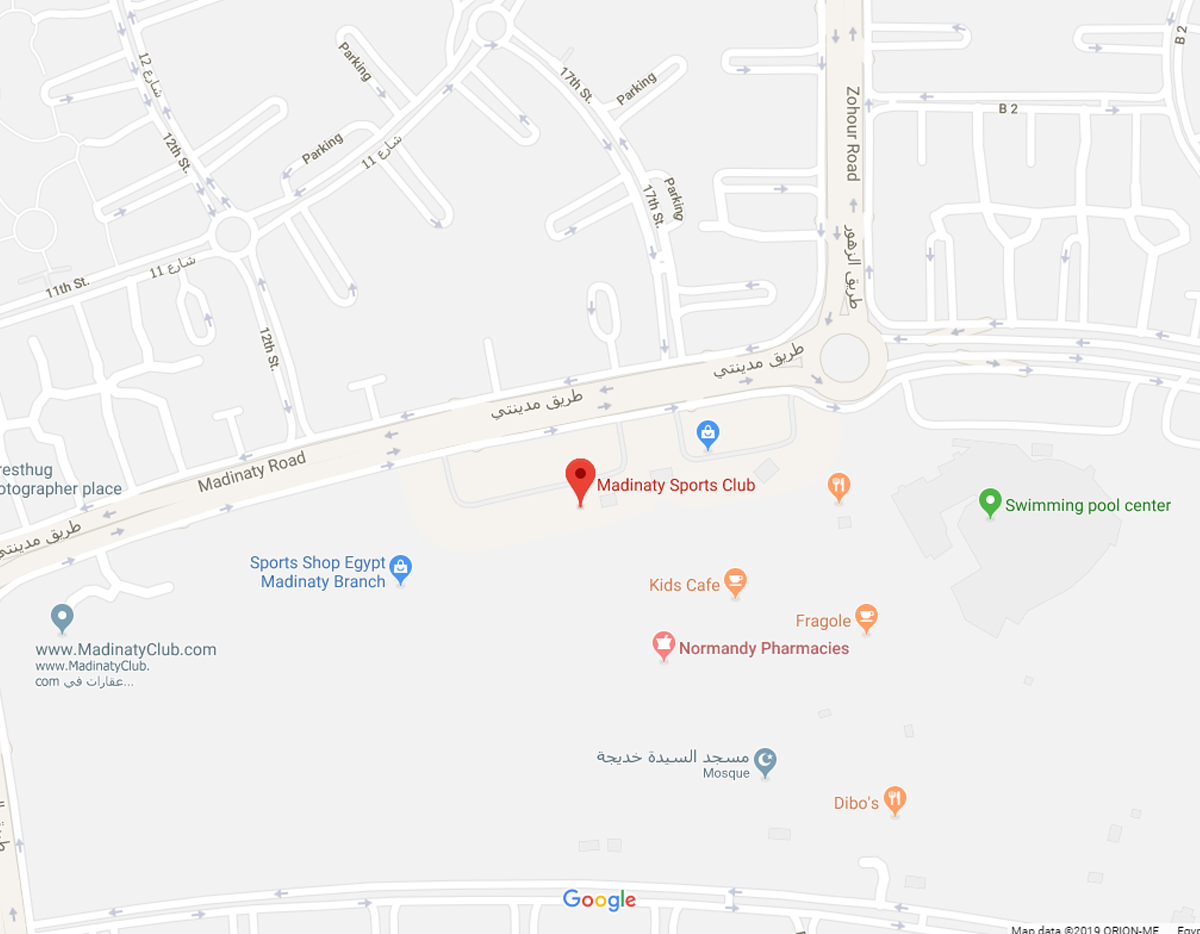 شارع 12
Parking
17th St.
Parking
B 2
Zohour Road
B 2
12th St.
Parking
شارع 11
17th St.
Parking
طريق الزهور
11th St.
شارع 11
12th St.
طريق مدينتي
طريق مدينتي
Madinaty Road
otographer place
طريق مدينتي
Madinaty Sports Club
Swimming pool center
Sports Shop Egypt
Madinaty Branch
Kids Cafe
Fragole
Normandy Pharmacies
www.MadinatyClub.com
www.MadinatyClub.
com عقارات في...
مسجد السيدة خديجة
Mosque
Dibo's
Google
Map data ©2019 ORION-ME